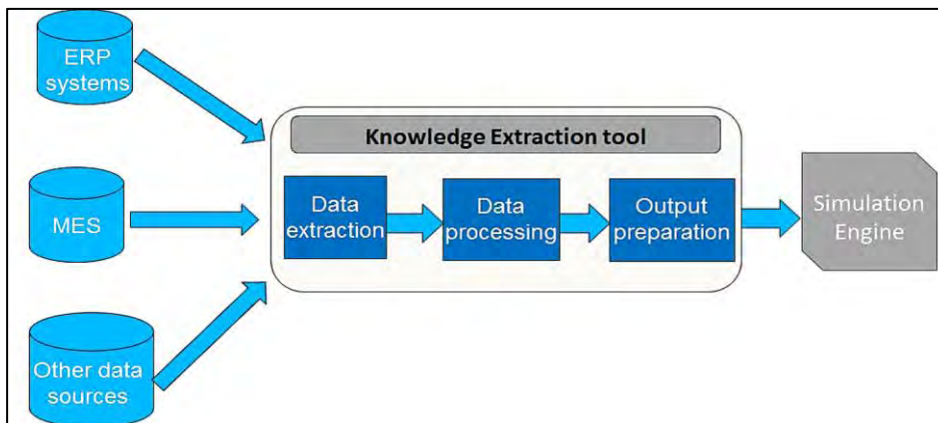 ERP
systems
MES
Other data
sources
Knowledge Extraction tool
Data
extraction
Data
processing
Output
preparation
Simulation
Engine